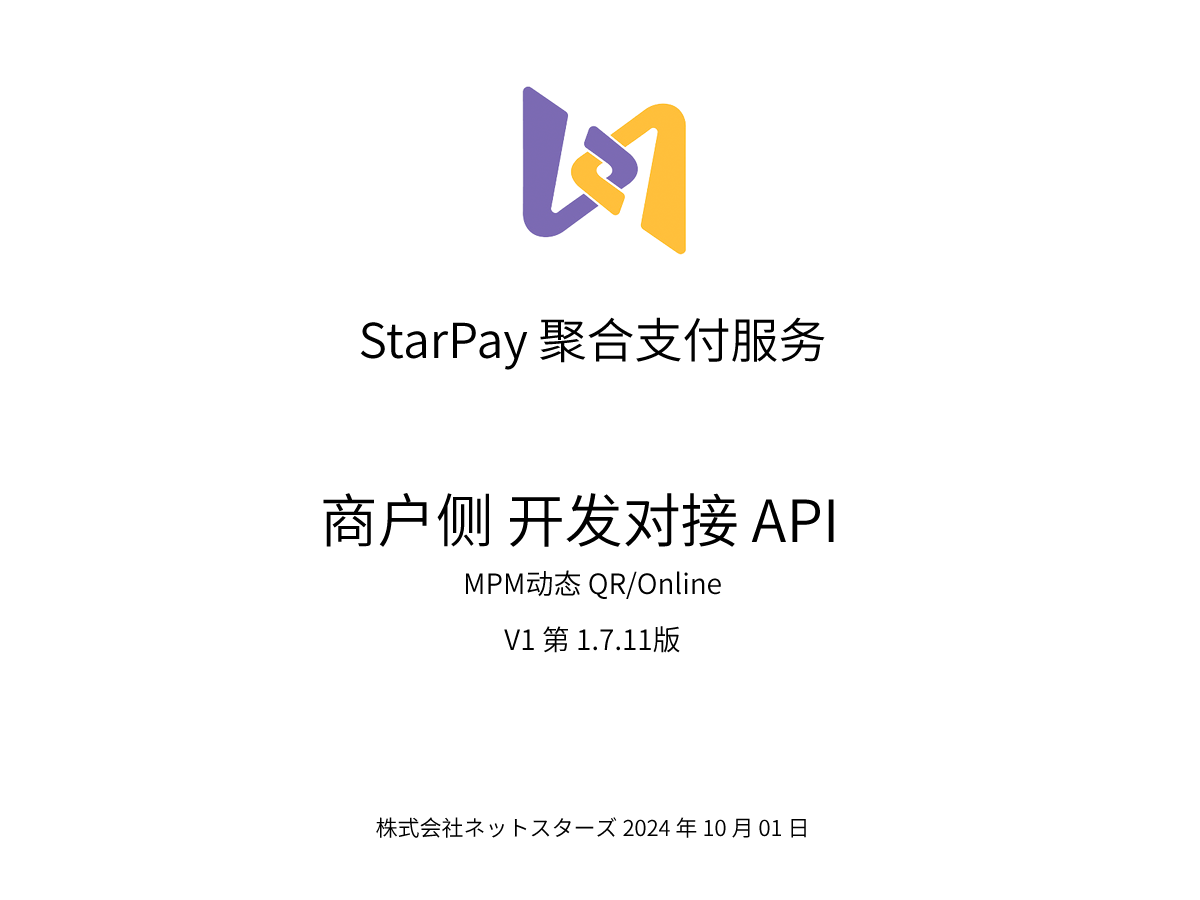 StarPay 聚合支付服务
商户侧 开发对接 API
MPM动态 QR/Online
V1 第 1.7.11版
株式会社ネットスターズ 2024 年 10 月 01 日